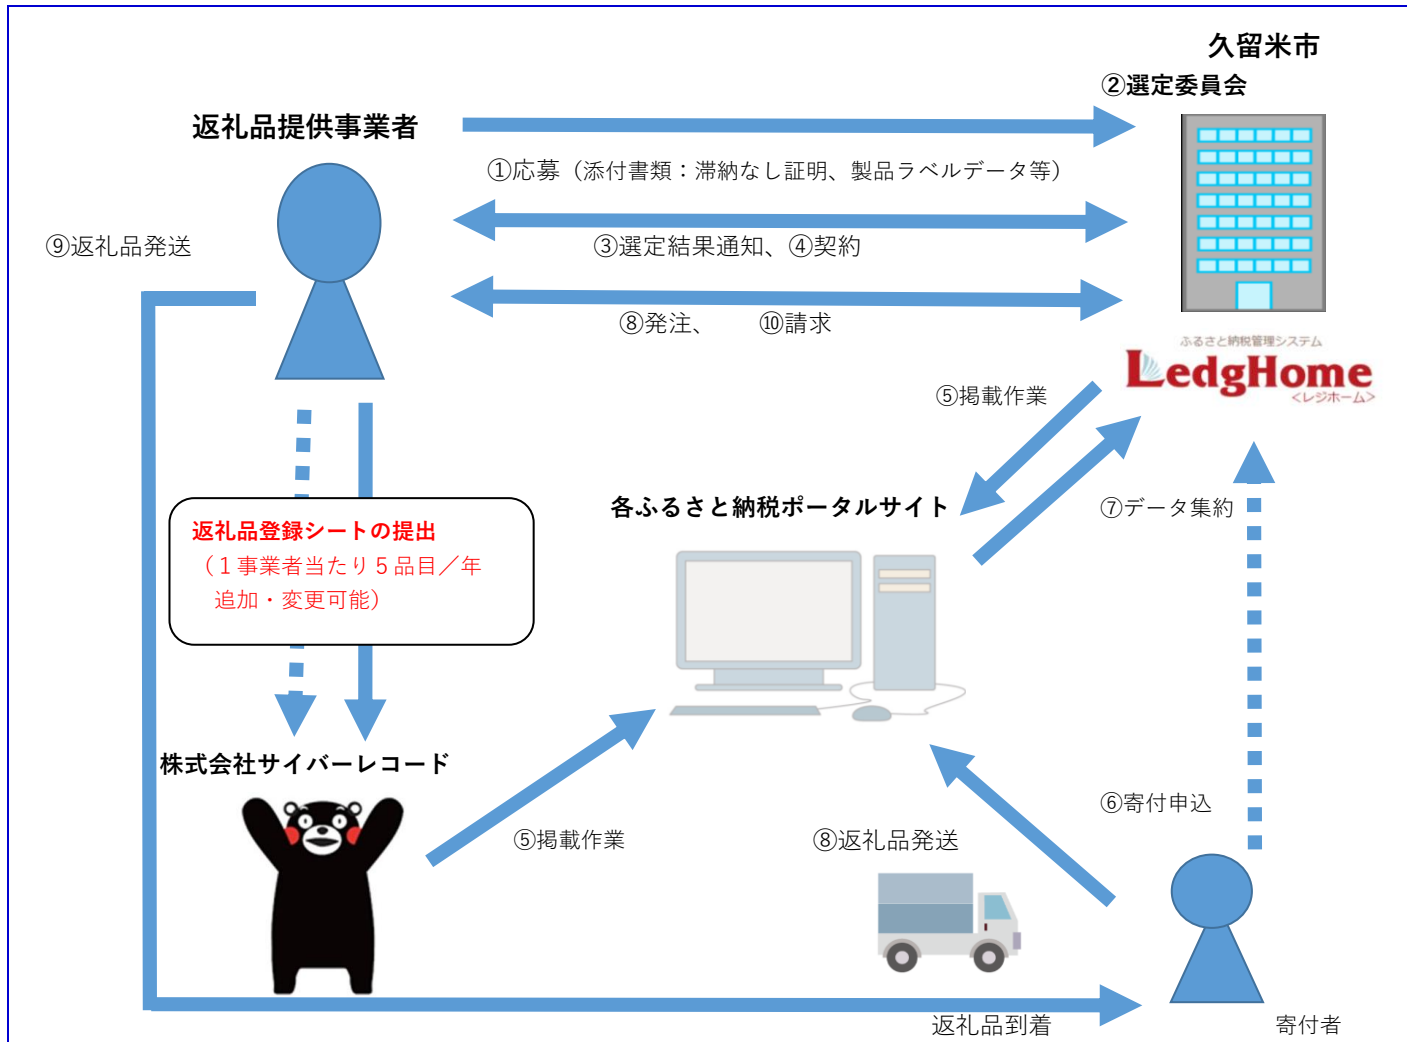 久留米市
②選定委員会
返礼品提供事業者
①応募（添付書類：滞納なし証明、製品ラベルデータ等）
⑨返礼品発送
③選定結果通知、④契約
⑧発注、　　⑩請求
ふるさと納税管理システム
LedgHome
<レジホーム>
⑤掲載作業
各ふるさと納税ポータルサイト
⑦データ集約
返礼品登録シートの提出
（１事業者当たり５品目／年
追加・変更可能）
株式会社サイバーレコード
⑤掲載作業
⑧返礼品発送
⑥寄付申込
返礼品到着
寄付者